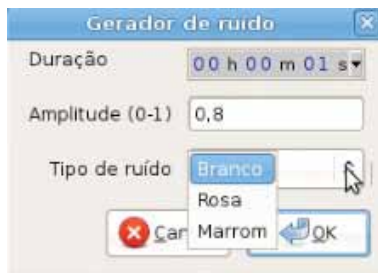 Gerador de ruído
Duração 00 h 00 m 01 s
Amplitude (0-1) 0,8
Tipo de ruído Branco
Rosa
Marrom
Car
OK